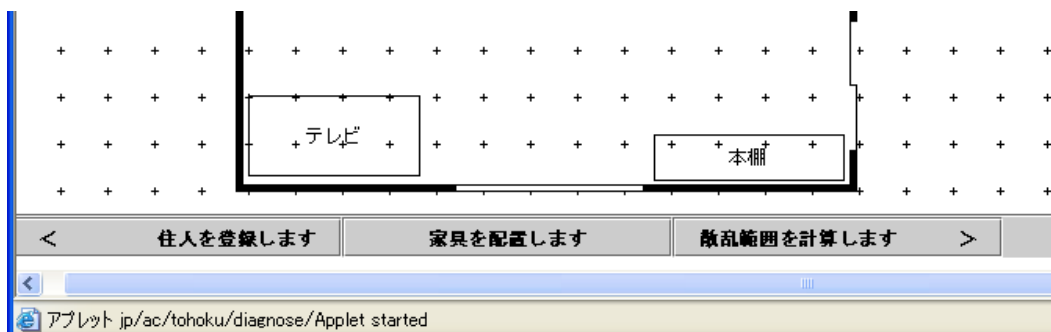 テレビ
本棚
< 住人を登録します 家具を配置します 散乱範囲を計算します >
アプレット jp/ac/tohoku/diagnose/Applet started